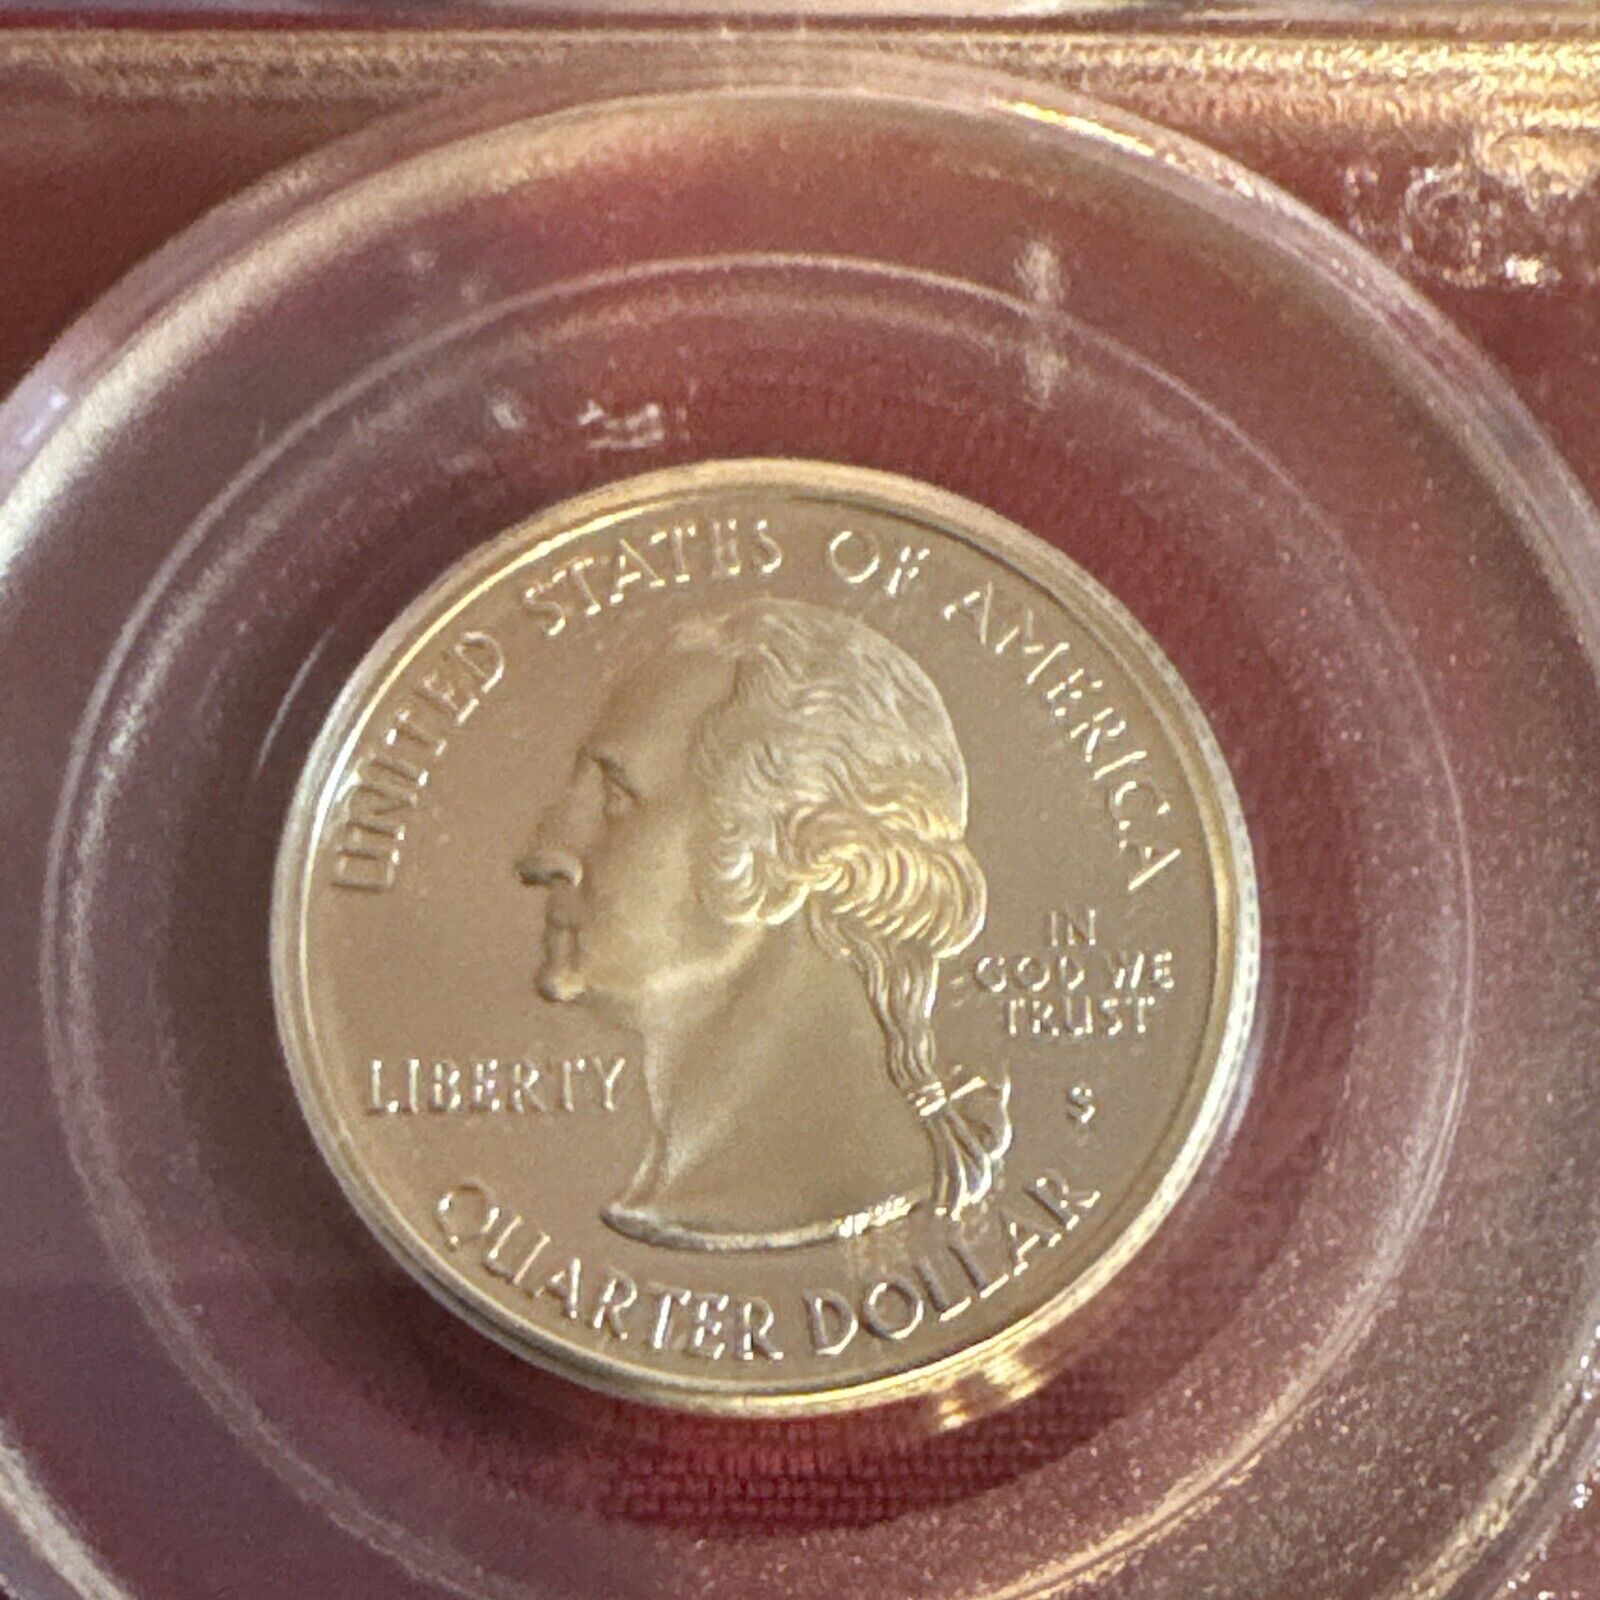 UNITED STATES OF AMERICA
IN
GOD WE
TRUST
LIBERTY
S
QUARTER DOLLAR